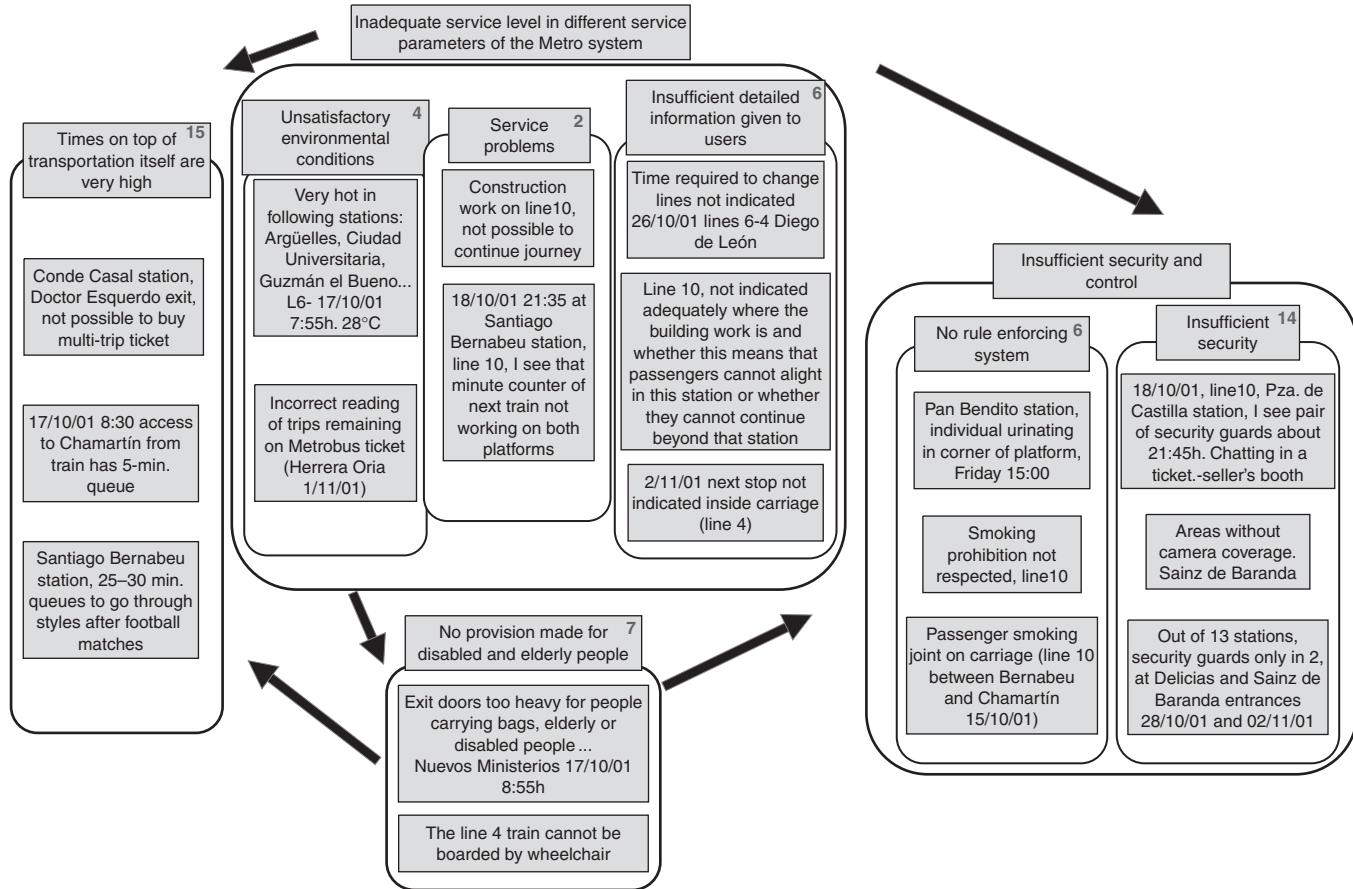 Inadequate service level in different service
parameters of the Metro system
15
Times on top of
transportation itself are
very high
Conde Casal station,
Doctor Esquerdo exit,
not possible to buy
multi-trip ticket
17/10/01 8:30 access
to Chamartín from
train has 5-min.
queue
Santiago Bernabeu
station, 25–30 min.
queues to go through
styles after football
matches
4
Unsatisfactory
environmental
conditions
Very hot in
following stations:
Argüelles, Ciudad
Universitaria,
Guzmán el Bueno...
L6- 17/10/01
7:55h. 28°C
Incorrect reading
of trips remaining
on Metrobus ticket
(Herrera Oria
1/11/01)
2
Service
problems
Construction
work on line10,
not possible to
continue journey
18/10/01 21:35 at
Santiago
Bernabeu station,
line 10, I see that
minute counter of
next train not
working on both
platforms
6
Insufficient detailed
information given to
users
Time required to change
lines not indicated
26/10/01 lines 6-4 Diego
de León
Line 10, not indicated
adequately where the
building work is and
whether this means that
passengers cannot alight
in this station or whether
they cannot continue
beyond that station
2/11/01 next stop not
indicated inside carriage
(line 4)
7
No provision made for
disabled and elderly people
Exit doors too heavy for people
carrying bags, elderly or
disabled people ...
Nuevos Ministerios 17/10/01
8:55h
The line 4 train cannot be
boarded by wheelchair
Insufficient security and
control
6
No rule enforcing
system
Pan Bendito station,
individual urinating
in corner of platform,
Friday 15:00
Smoking
prohibition not
respected, line10
Passenger smoking
joint on carriage (line 10
between Bernabeu
and Chamartín
15/10/01)
14
Insufficient
security
18/10/01, line10, Pza. de
Castilla station, I see pair
of security guards about
21:45h. Chatting in a
ticket.-seller's booth
Areas without
camera coverage.
Sainz de Baranda
Out of 13 stations,
security guards only in 2,
at Delicias and Sainz de
Baranda entrances
28/10/01 and 02/11/01